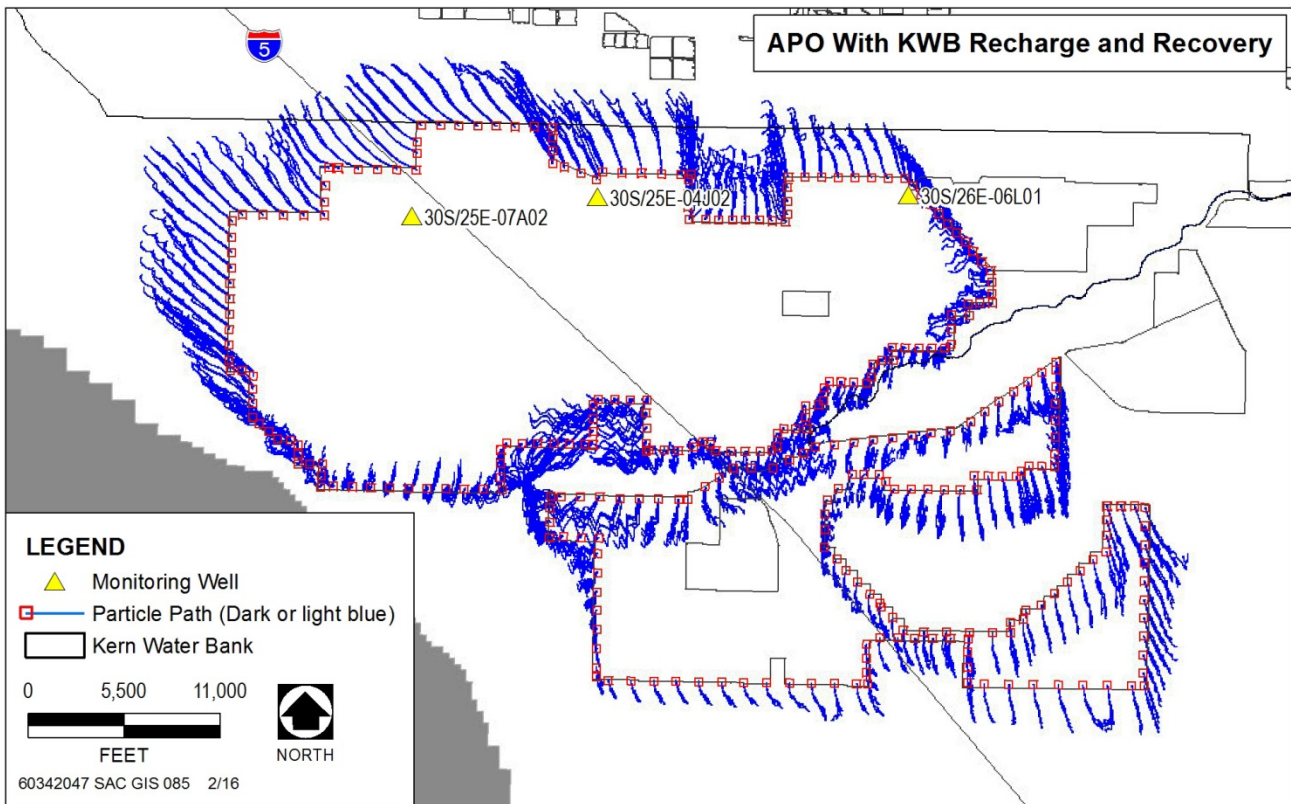 APO With KWB Recharge and Recovery
5
30S/25E-07A02
30S/25E-04J02
30S/26E-06L01
LEGEND
Monitoring Well
Particle Path (Dark or light blue)
Kern Water Bank
0 5,500 11,000
FEET
NORTH
60342047 SAC GIS 085 2/16